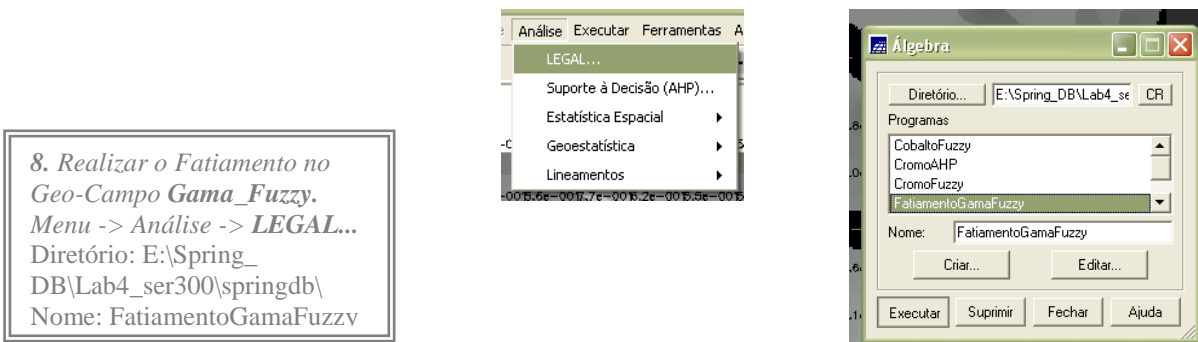 8. Realizar o Fatiamento no
Geo-Campo Gama_Fuzzy.
Menu -> Análise -> LEGAL...
Diretório: E:\Spring_
DB\Lab4_ser300\springdb\
Nome: FatiamentoGamaFuzzy
Análise Executar Ferramentas A
LEGAL...
Suporte à Decisão (AHP)...
Estatística Espacial
Geoestatística
Lineamentos
Álgebra
Diretório... E:\Spring_DB\Lab4_se CR
Programas
CobaltoFuzzy
CromoAHP
CromoFuzzy
FatiamentoGamaFuzzy
Nome: FatiamentoGamaFuzzy
Criar... Editar...
Executar Suprimir Fechar Ajuda